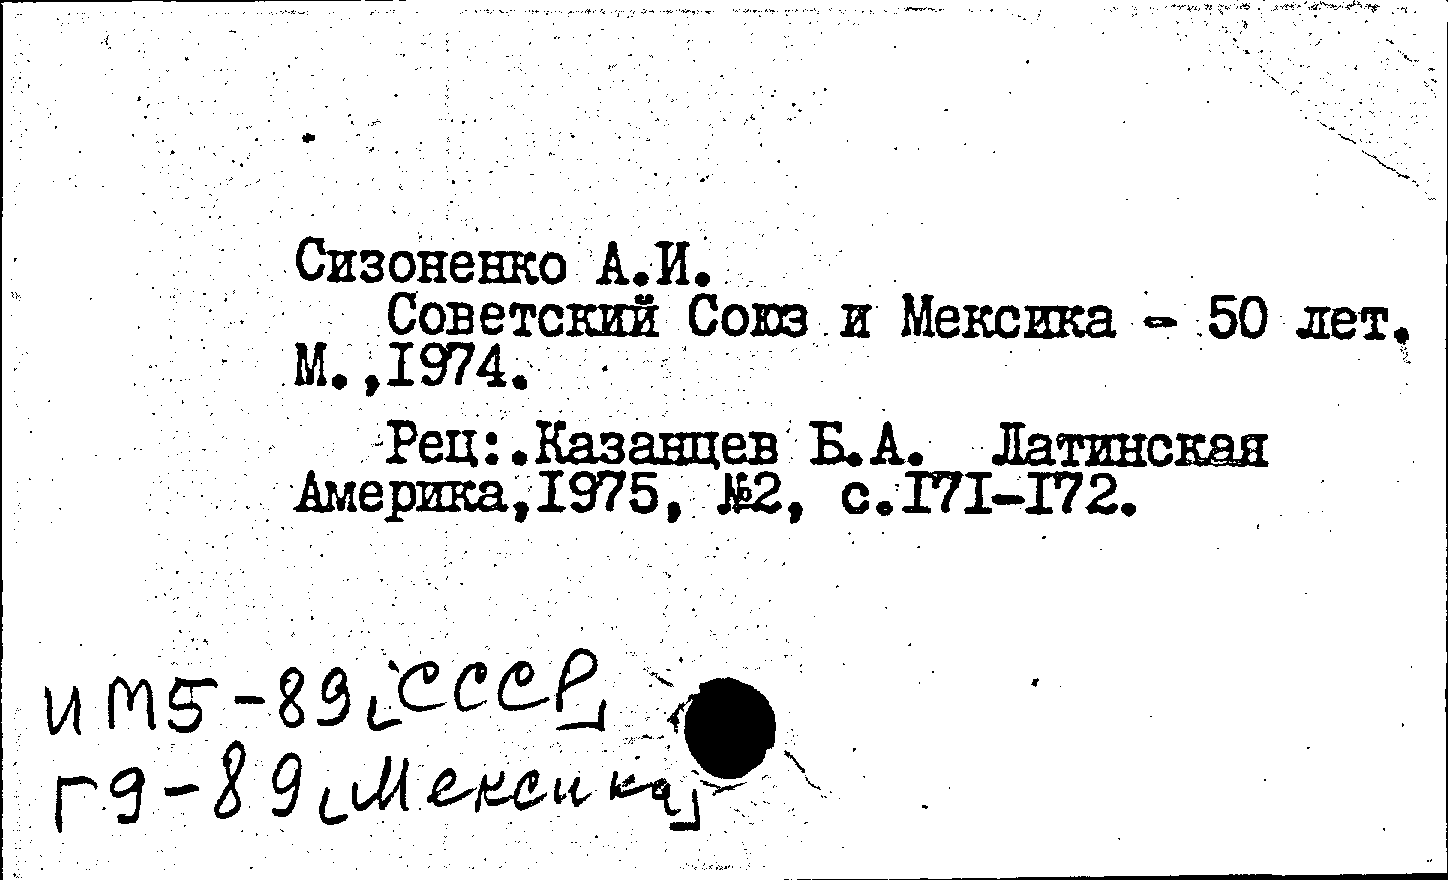 Сизоненко А.И.
Советский Союз и Мексика - 50 лет.
М.,1974.
Рец:.Казанцев Б.А. Латинская
Америка,1975, №2, с.171-172.
ИМ5-89[СССР]
Г9-89[Мексика]